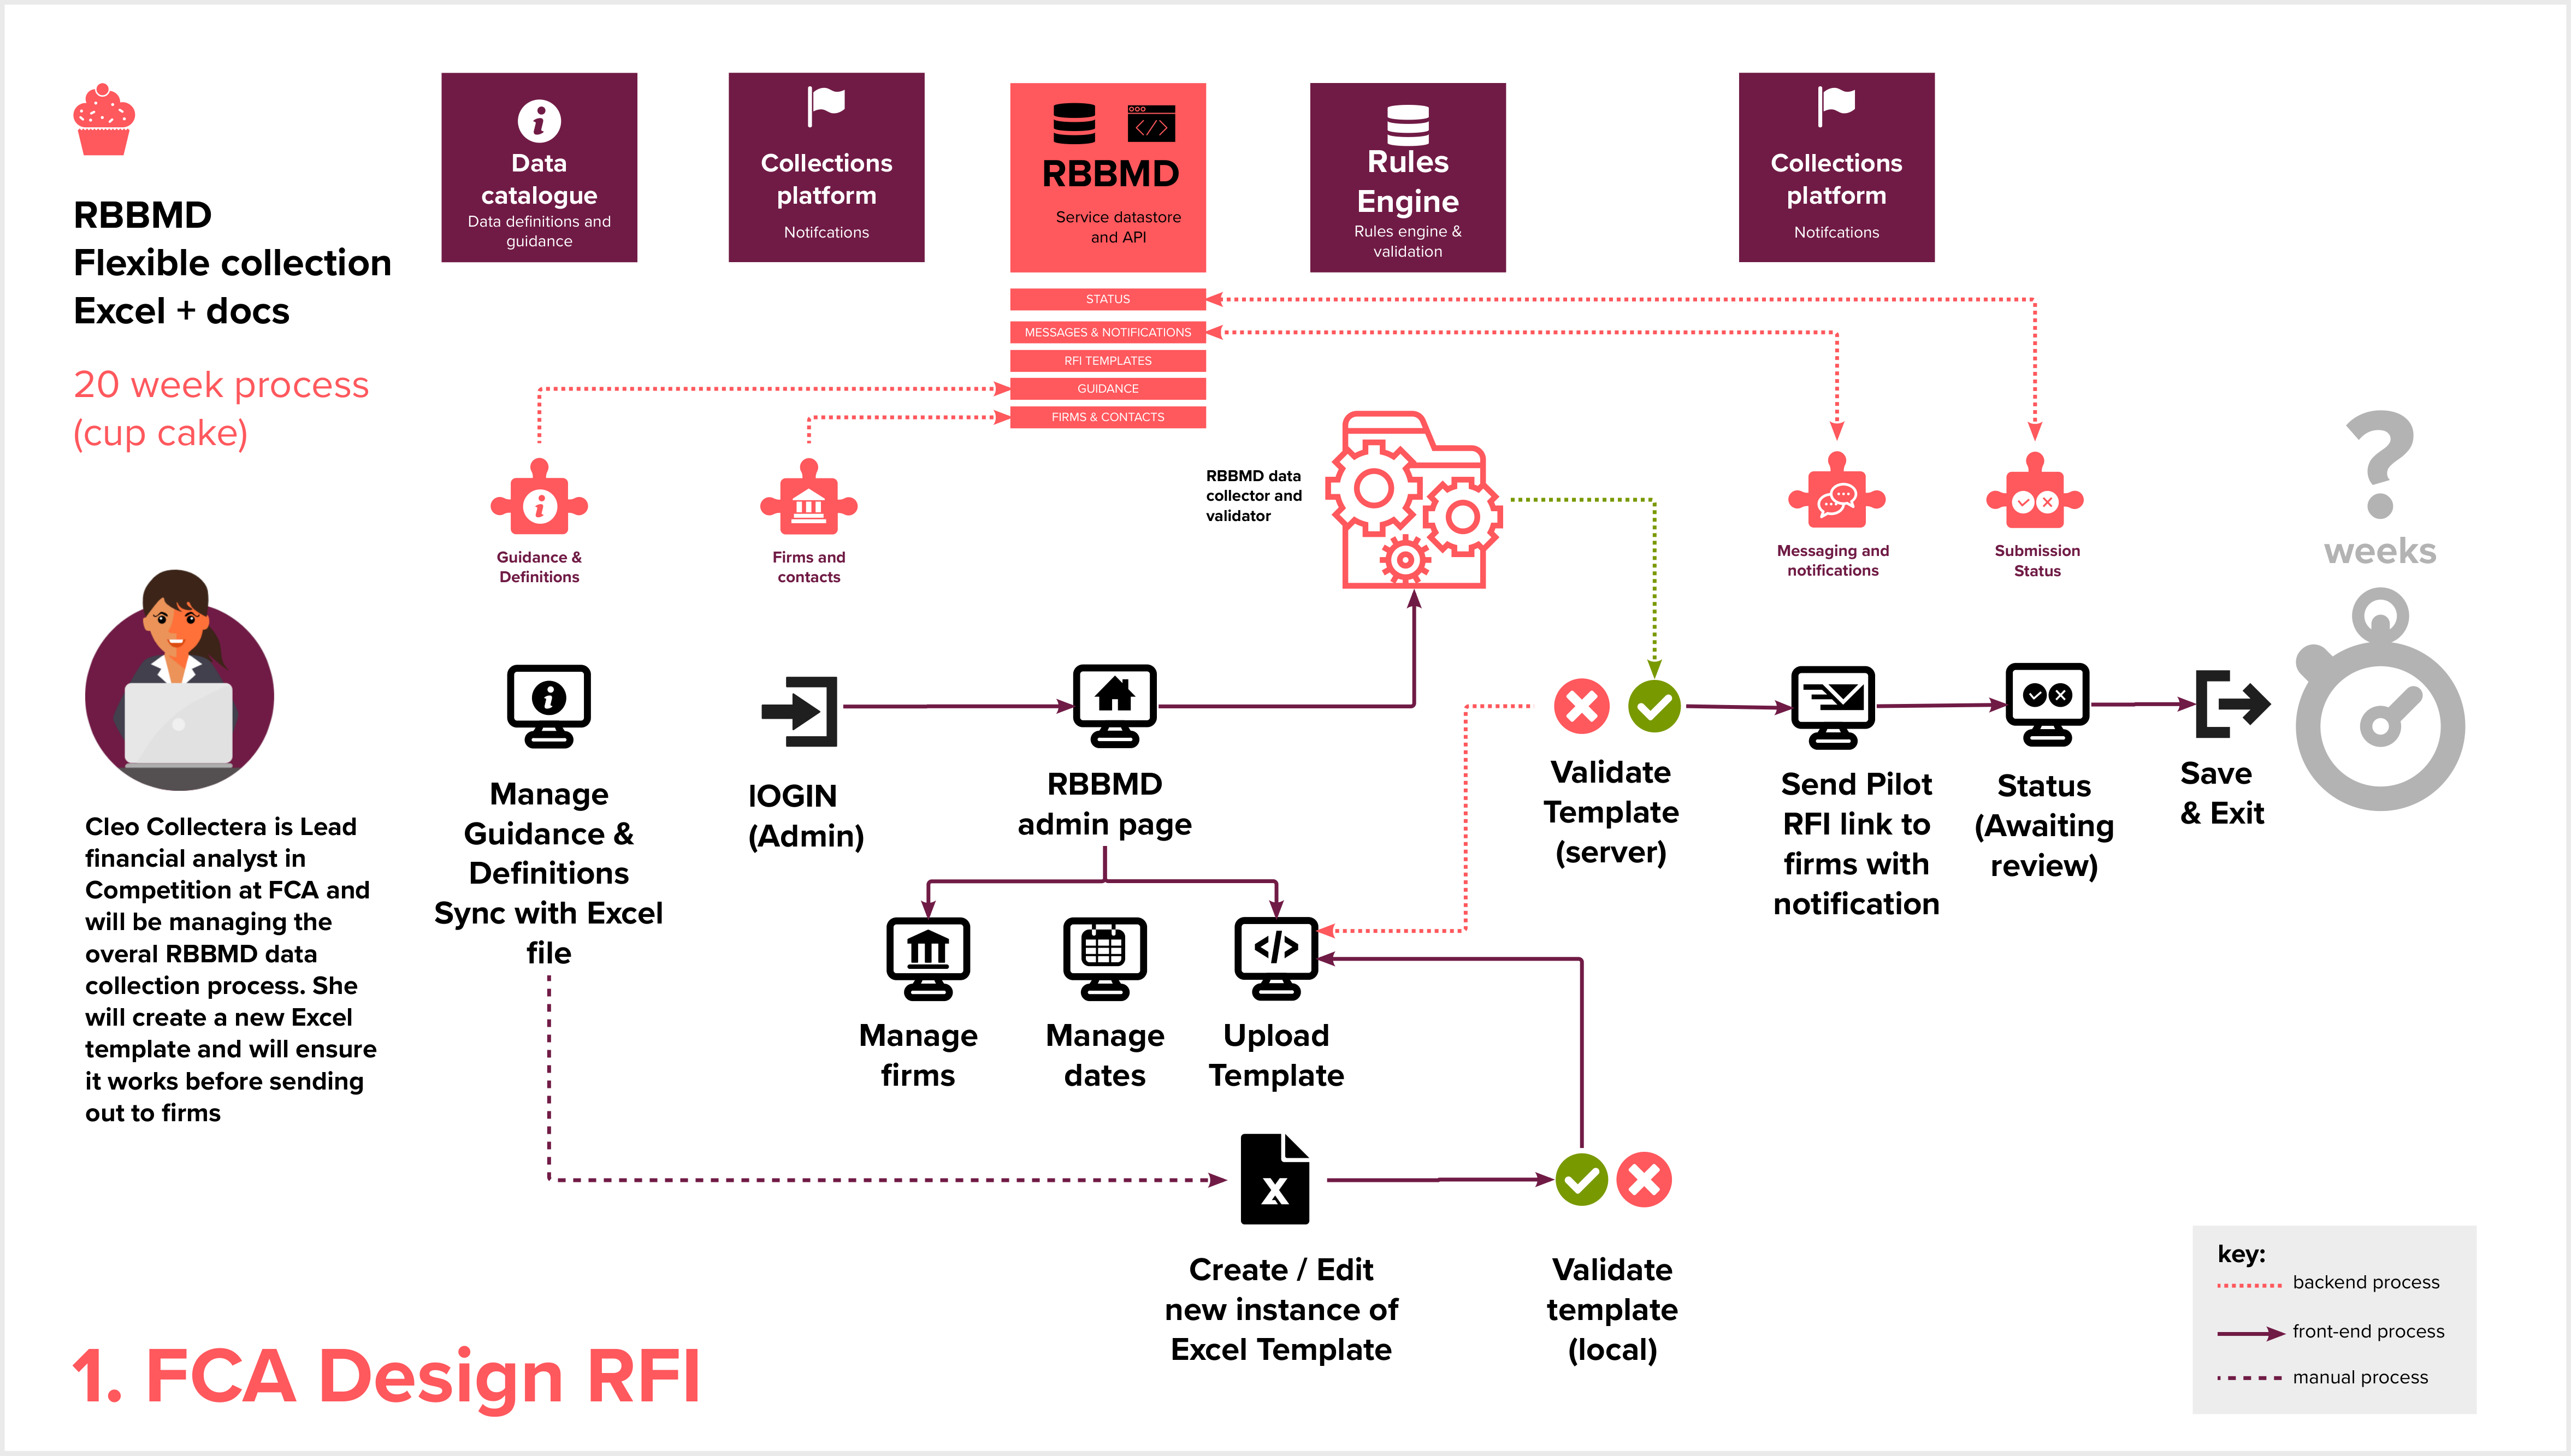 RBBMD
Flexible collection
Excel + docs
20 week process
(cup cake)
Data
catalogue
Data definitions and
guidance
Collections
platform
Notifcations
RBBMD
Service datastore
and API
Rules
Engine
Rules engine &
validation
Collections
platform
Notifcations
STATUS
MESSAGES & NOTIFICATIONS
RFI TEMPLATES
GUIDANCE
FIRMS & CONTACTS
Guidance &
Definitions
Firms and
contacts
RBBMD data
collector and
validator
Messaging and
notifications
Submission
Status
?
weeks
Cleo Collectera is Lead
financial analyst in
Competition at FCA and
will be managing the
overal RBBMD data
collection process. She
will create a new Excel
template and will ensure
it works before sending
out to firms
Manage
Guidance &
Definitions
Sync with Excel
file
lOGIN
(Admin)
RBBMD
admin page
Validate
Template
(server)
Send Pilot
RFI link to
firms with
notification
Status
(Awaiting
review)
Save
& Exit
Manage
firms
Manage
dates
</>
Upload
Template
X
Create / Edit
new instance of
Excel Template
Validate
template
(local)
key:
backend process
front-end process
manual process
1. FCA Design RFI